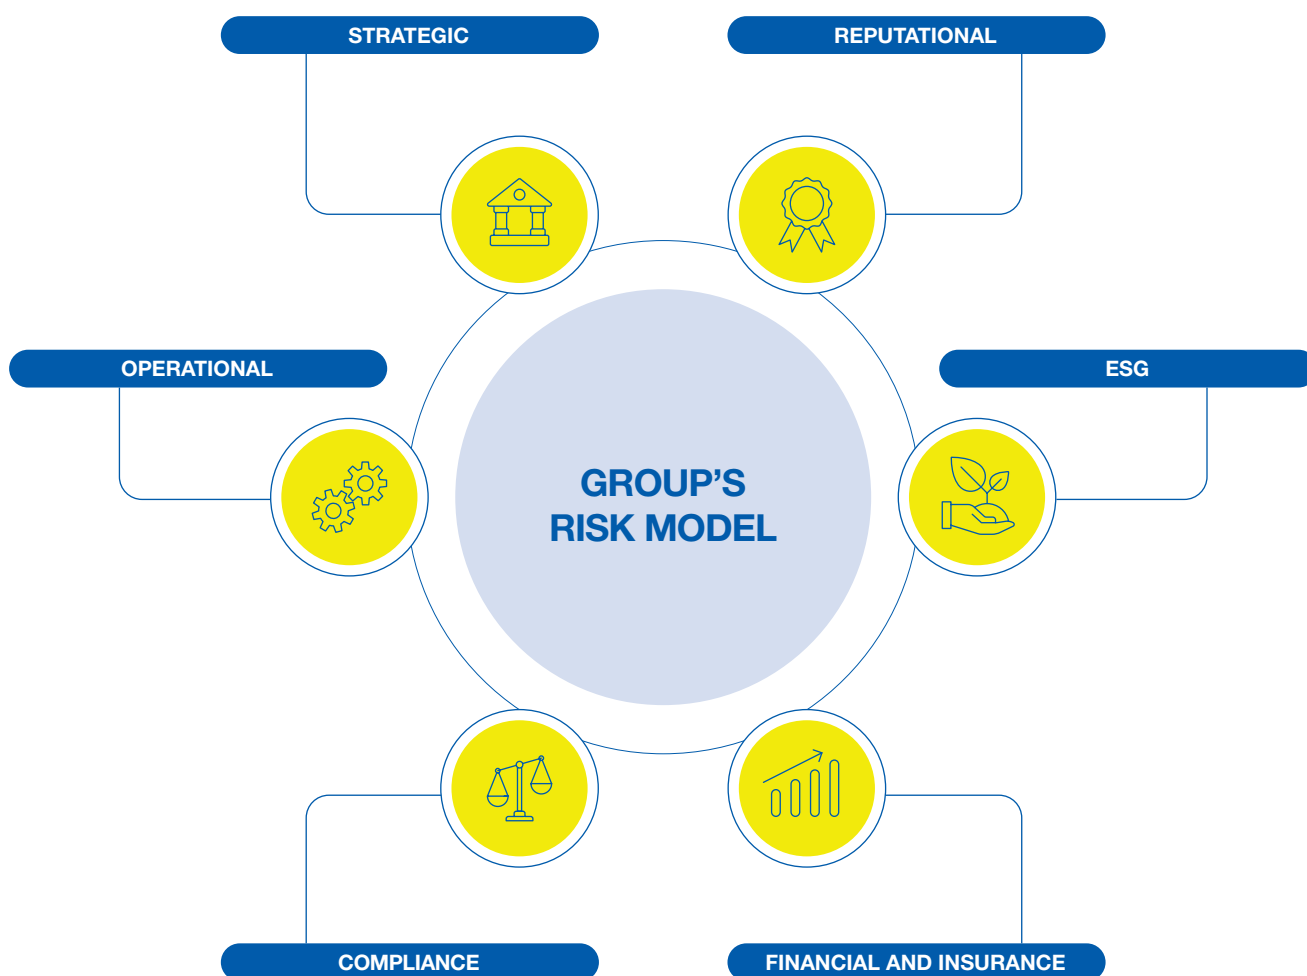 STRATEGIC
REPUTATIONAL
OPERATIONAL
ESG
GROUP'S
RISK MODEL
COMPLIANCE
FINANCIAL AND INSURANCE